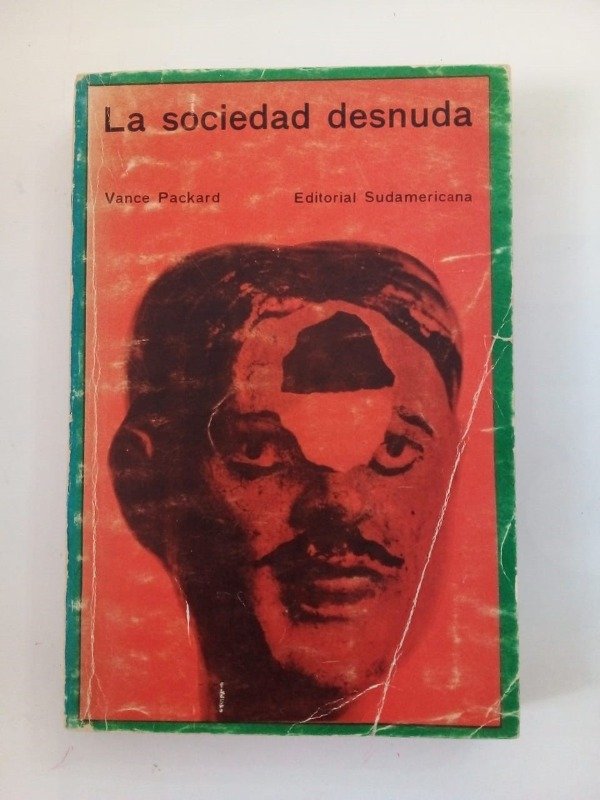 La sociedad desnuda
Vance Packard Editorial Sudamericana